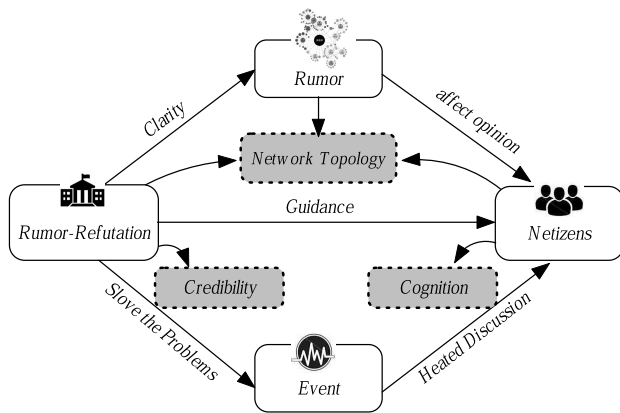 Rumor
Clarity
affect opinion
Network Topology
Rumor-Refutation
Guidance
Netizens
Credibility
Cognition
Slove the Problems
Heated Discussion
Event